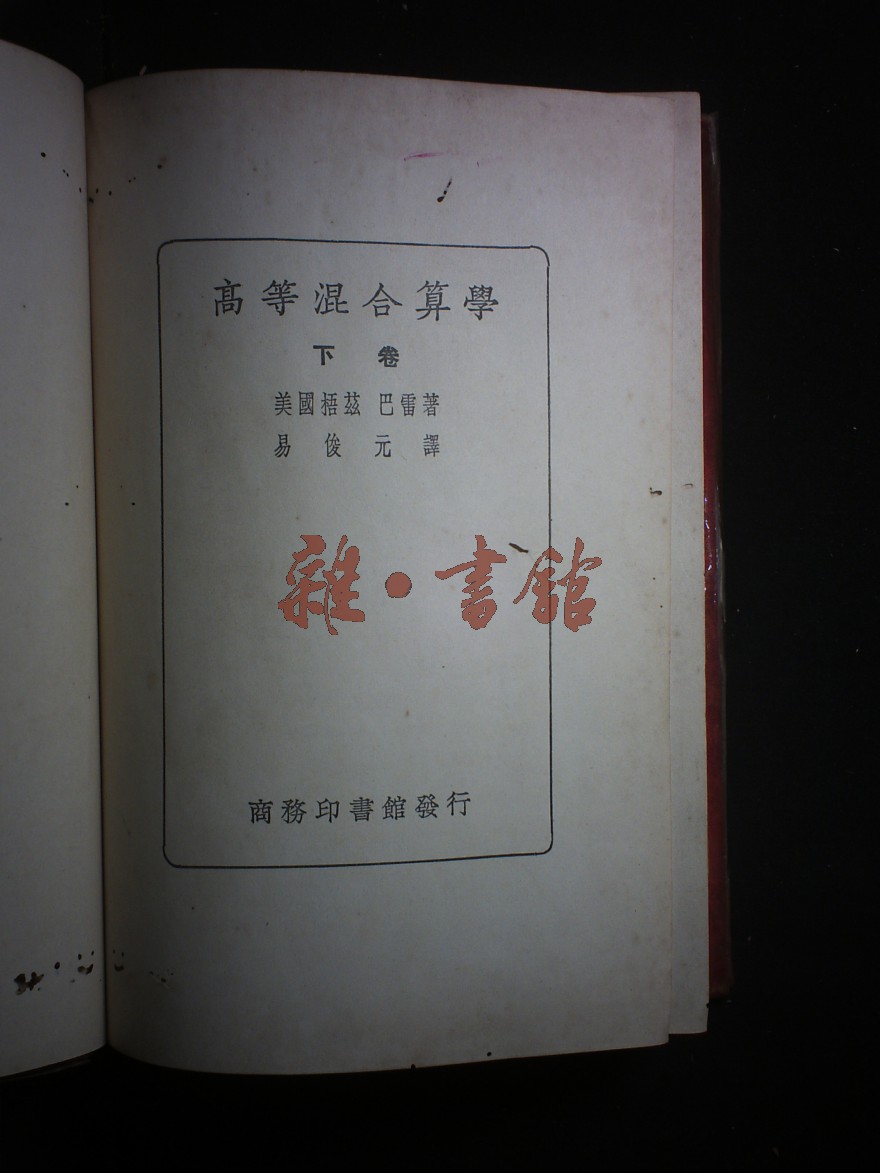 高等混合算學
下卷
美國梧茲 巴雷著
易俊元譯
雜·書館
商務印書館發行